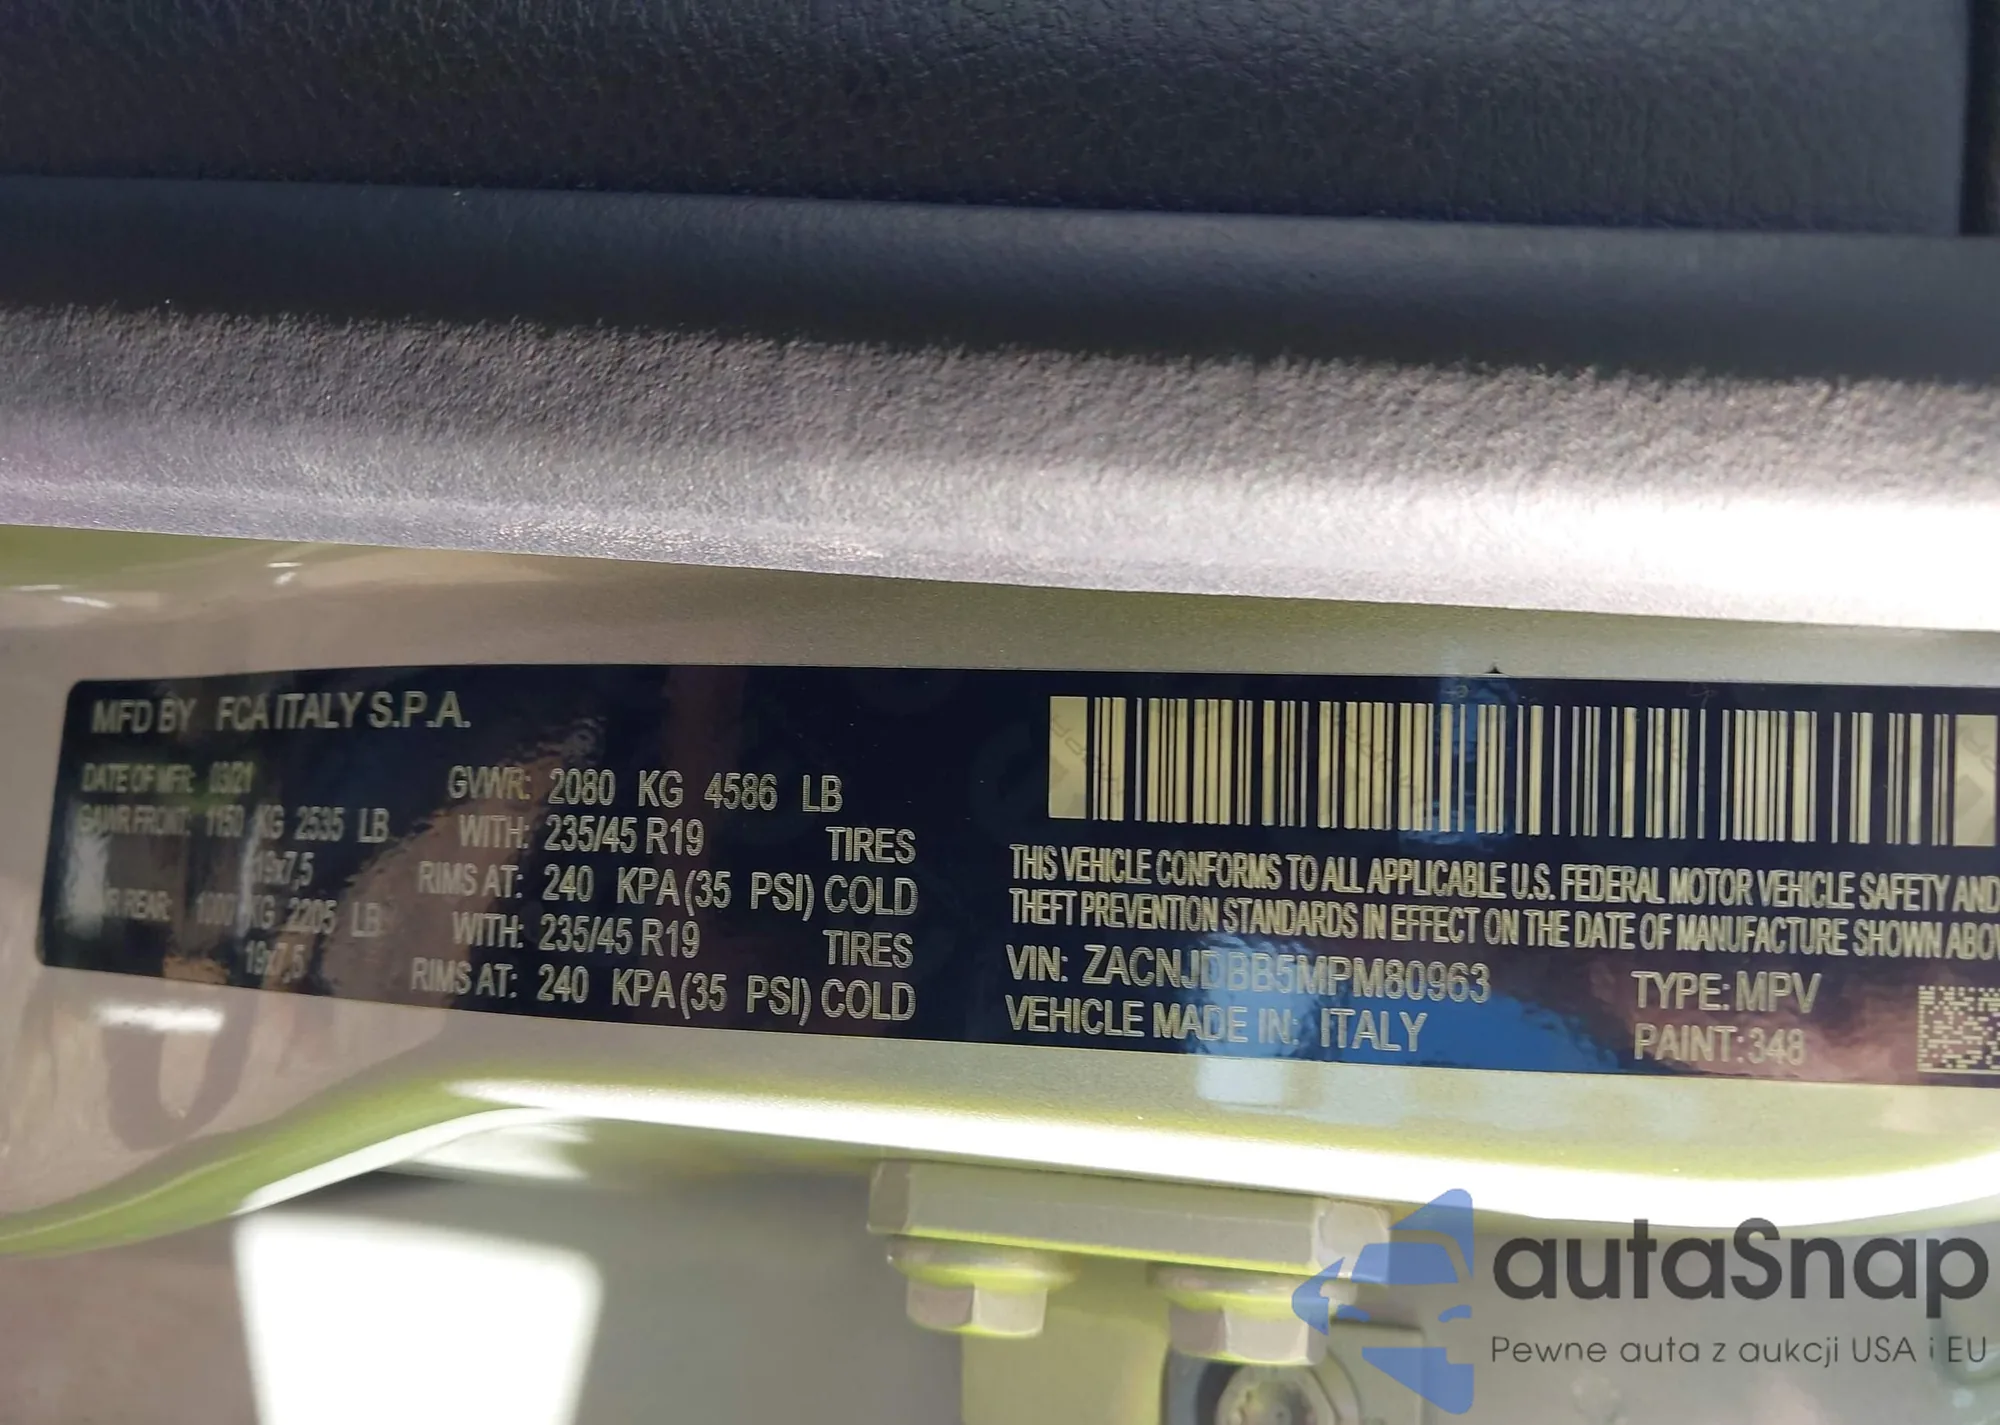 MFD BY FCA ITALY S.P.A.
DATE OF MFR: 03/21 GVWR: 2080 KG 4586 LB
GAWR FRONT: 1150 KG 2535 LB WITH: 235/45 R19 TIRES
19x7,5 RIMS AT: 240 KPA (35 PSI) COLD
REAR: KG 2205 LB WITH: 235/45 R19 TIRES
19x7,5 RIMS AT: 240 KPA (35 PSI) COLD
THIS VEHICLE CONFORMS TO ALL APPLICABLE U.S. FEDERAL MOTOR VEHICLE SAFETY AND
THEFT PREVENTION STANDARDS IN EFFECT ON THE DATE OF MANUFACTURE SHOWN ABOV
VIN: ZACNJDBB5MPM80963 TYPE: MPV
VEHICLE MADE IN: ITALY PAINT: 348
autaSnap
Pewne auta z aukcji USA i EU